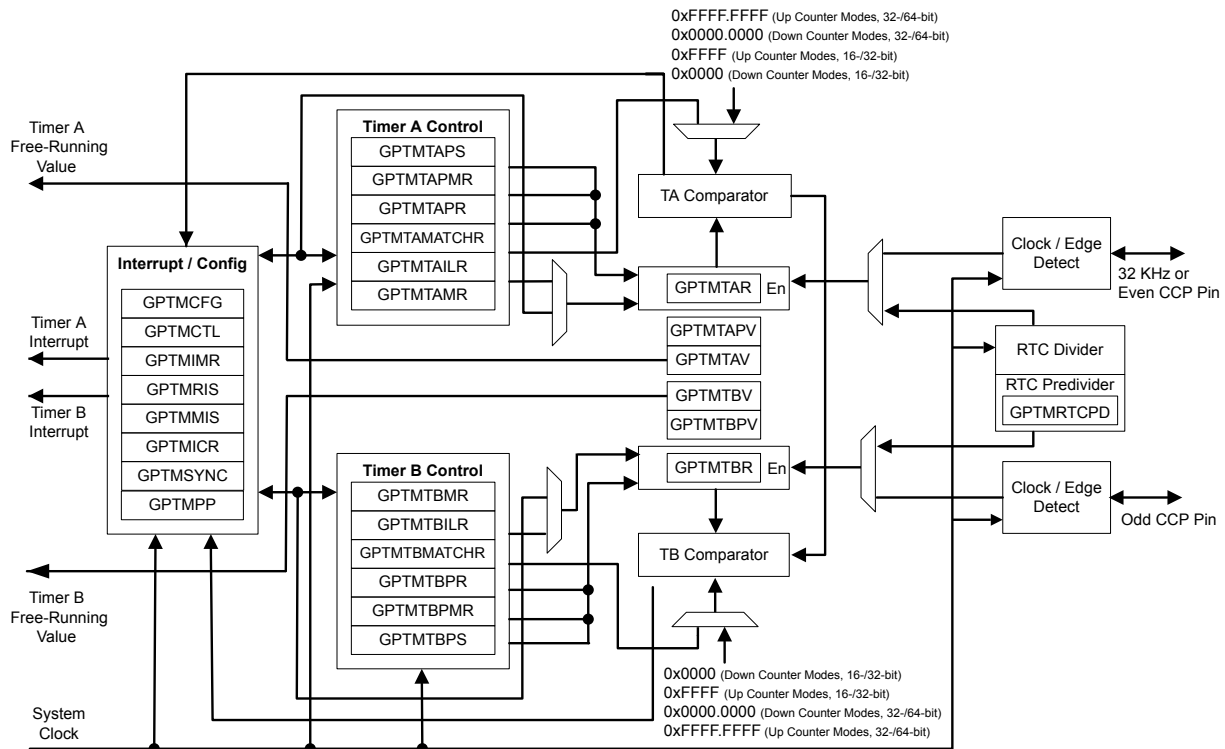 0xFFFF.FFFF (Up Counter Modes, 32-/64-bit)
0x0000.0000 (Down Counter Modes, 32-/64-bit)
0xFFFF (Up Counter Modes, 16-/32-bit)
0x0000 (Down Counter Modes, 16-/32-bit)
Timer A
Free-Running
Value
Timer A Control
GPTMTAPS
GPTMTAPMR
GPTMTAPR
GPTMTAMATCHR
GPTMTAILR
GPTMTAMR
TA Comparator
GPTMTAR
En
Clock / Edge
Detect
32 KHz or
Even CCP Pin
Interrupt / Config
GPTMCFG
GPTMCTL
GPTMIMR
GPTMRIS
GPTMMIS
GPTMICR
GPTMSYNC
GPTMPP
Timer A
Interrupt
Timer B
Interrupt
GPTMTAPV
GPTMTAV
GPTMTBV
GPTMTBPV
RTC Divider
RTC Predivider
GPTMRTCPD
Timer B Control
GPTMTBMR
GPTMTBILR
GPTMTBMATCHR
GPTMTBPR
GPTMTBPMR
GPTMTBPS
GPTMTBR
En
Clock / Edge
Detect
Odd CCP Pin
TB Comparator
Timer B
Free-Running
Value
0x0000 (Down Counter Modes, 16-/32-bit)
0xFFFF (Up Counter Modes, 16-/32-bit)
0x0000.0000 (Down Counter Modes, 32-/64-bit)
0xFFFF.FFFF (Up Counter Modes, 32-/64-bit)
System
Clock